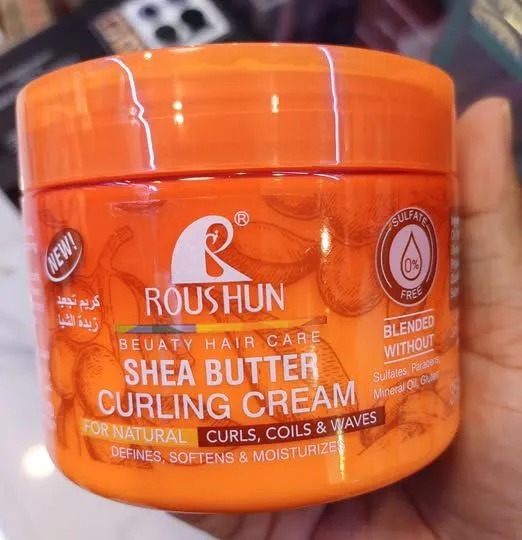 ®
ROUSHUN
BEUATY HAIR CARE
SHEA BUTTER
CURLING CREAM
FOR NATURAL CURLS, COILS & WAVES
DEFINES, SOFTENS & MOISTURIZES
NEW!
كريم تجعيد
زبدة الشيا
SULFATE
0%
FREE
BLENDED
WITHOUT
Sulfates, Parabens,
Mineral Oil,